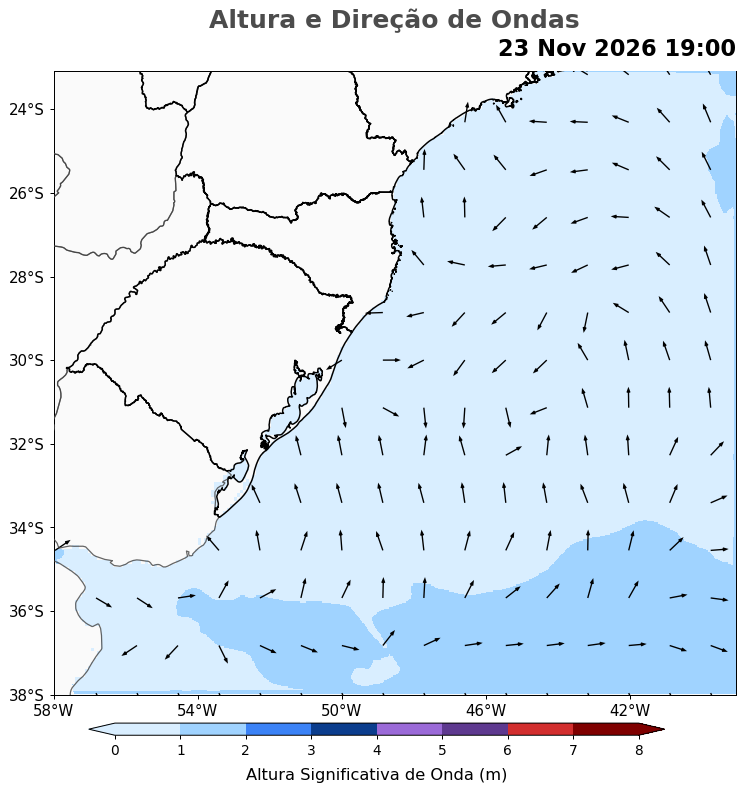 Altura e Direção de Ondas
23 Nov 2026 19:00
24°S
26°S
28°S
30°S
32°S
34°S
36°S
38°S
58°W 54°W 50°W 46°W 42°W
0 1 2 3 4 5 6 7 8
Altura Significativa de Onda (m)